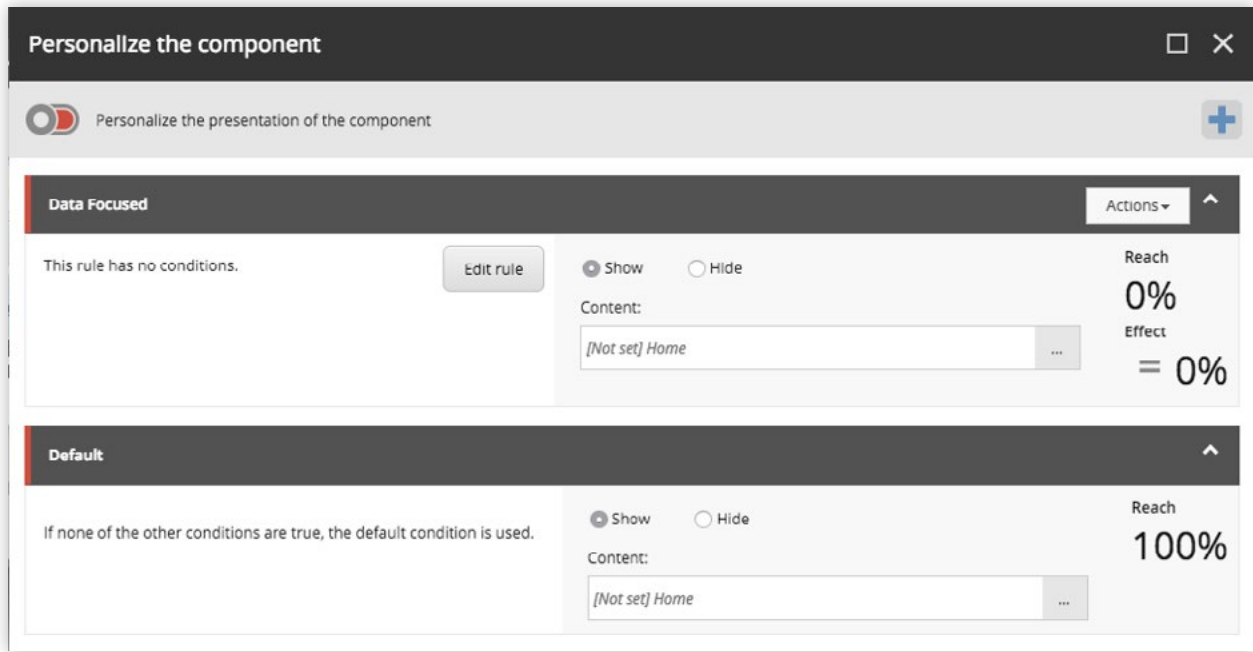 Personalize the component
Personalize the presentation of the component
Data Focused
Actions
This rule has no conditions.
Edit rule
Show
Hide
Content:
[Not set] Home
...
Reach
0%
Effect
= 0%
Default
If none of the other conditions are true, the default condition is used.
Show
Hide
Content:
[Not set] Home
...
Reach
100%